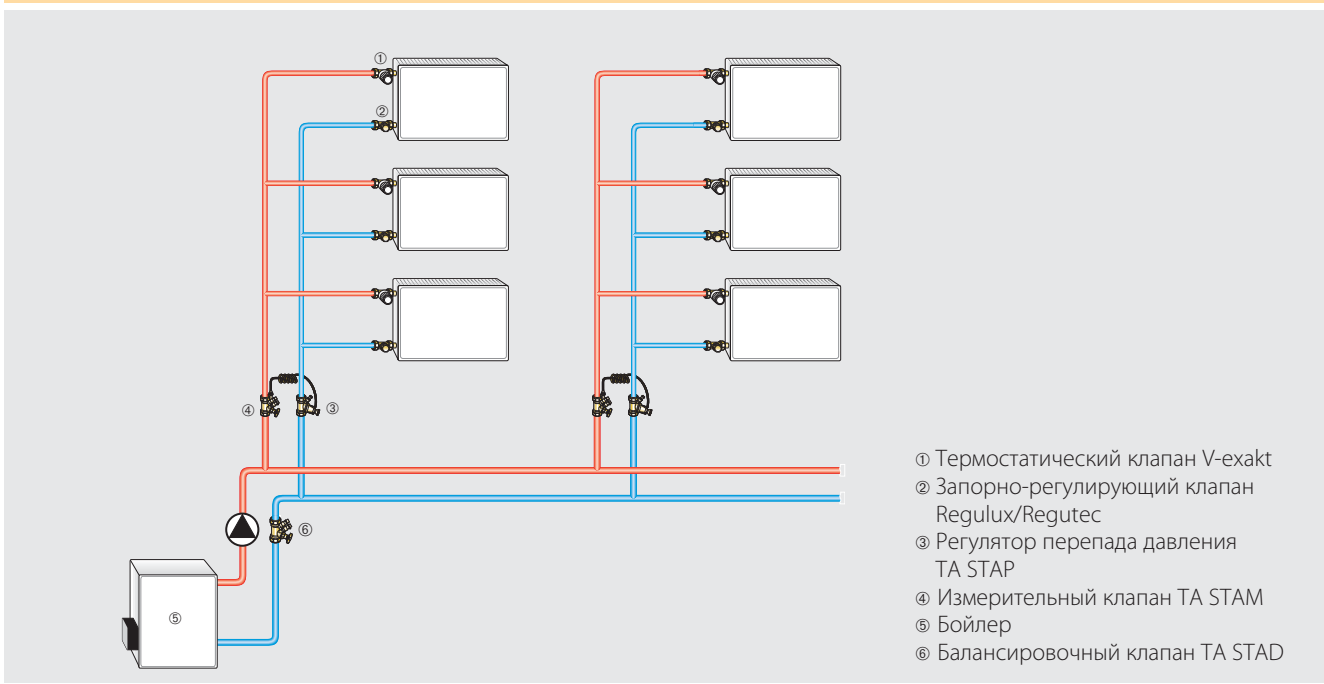 ①
②
④
③
⑥
⑤
① Термостатический клапан V-exakt
② Запорно-регулирующий клапан
Regulux/Regutec
③ Регулятор перепада давления
TA STAP
④ Измерительный клапан TA STAM
⑤ Бойлер
⑥ Балансировочный клапан TA STAD